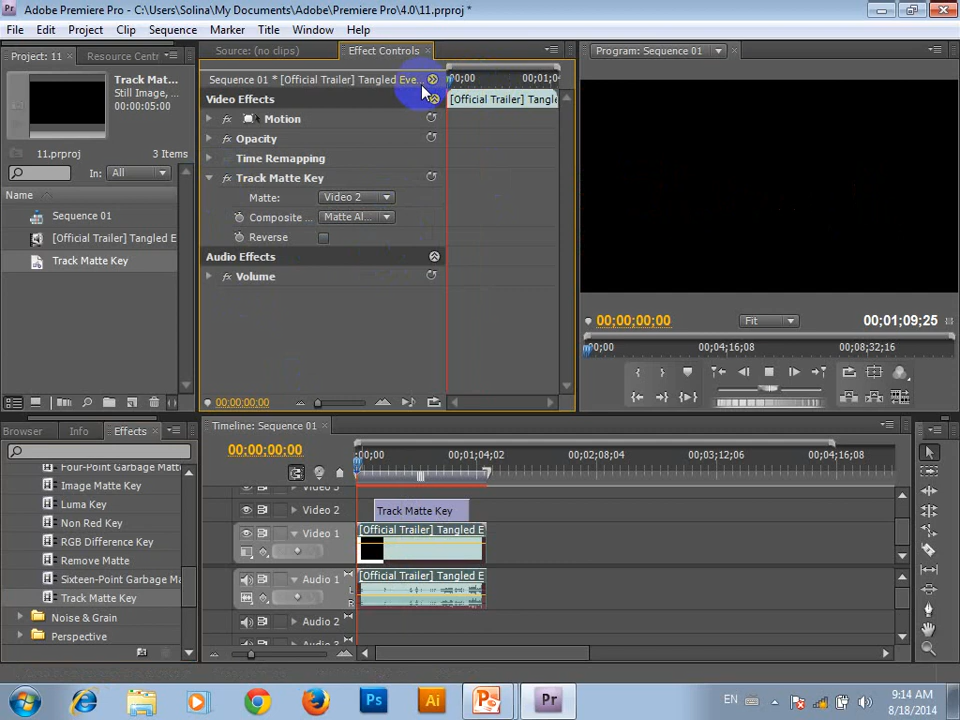 Adobe Premiere Pro - C:\Users\Solina\My Documents\Adobe\Premiere Pro\4.0\11.prproj *
File Edit Project Clip Sequence Marker Title Window Help
Project: 11
Resource Centr
Track Mat...
Still Image, ...
00;00;05:00
11.prproj
3 Items
In: All
Name
Sequence 01
[Official Trailer] Tangled E
Track Matte Key
Source: (no clips)
Effect Controls
Sequence 01 * [Official Trailer] Tangled Eve...
Video Effects
Motion
Opacity
Time Remapping
Track Matte Key
Matte: Video 2
Composite ... Matte Al...
Reverse
Audio Effects
Volume
00;00;00;00
;00;00
00;01;04
[Official Trailer] Tangle
Program: Sequence 01
00;00;00;00
Fit
00;01;09;25
00;00
00;04;16;08
00;08;32;16
Browser
Info
Effects
Four-Point Garbage Matt
Image Matte Key
Luma Key
Non Red Key
RGB Difference Key
Remove Matte
Sixteen-Point Garbage Ma
Track Matte Key
Noise & Grain
Perspective
Timeline: Sequence 01
00;00;00;00
;00;00
00;01;04;02
00;02;08;04
00;03;12;06
00;04;16;08
Video 3
Video 2
Track Matte Key
Video 1
[Official Trailer] Tangled E
Audio 1
L
R
[Official Trailer] Tangled E
Audio 2
EN
9:14 AM
8/18/2014